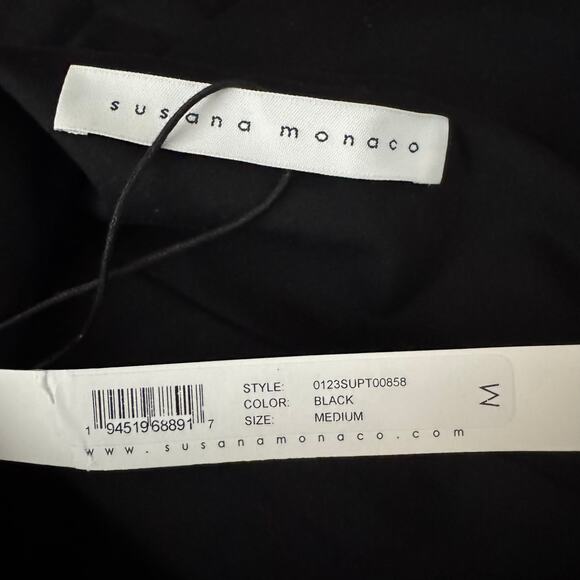 susana monaco
STYLE: 0123SUPT00858
COLOR: BLACK
SIZE: MEDIUM
M
1 94519 68891 7
www.susanamonaco.com